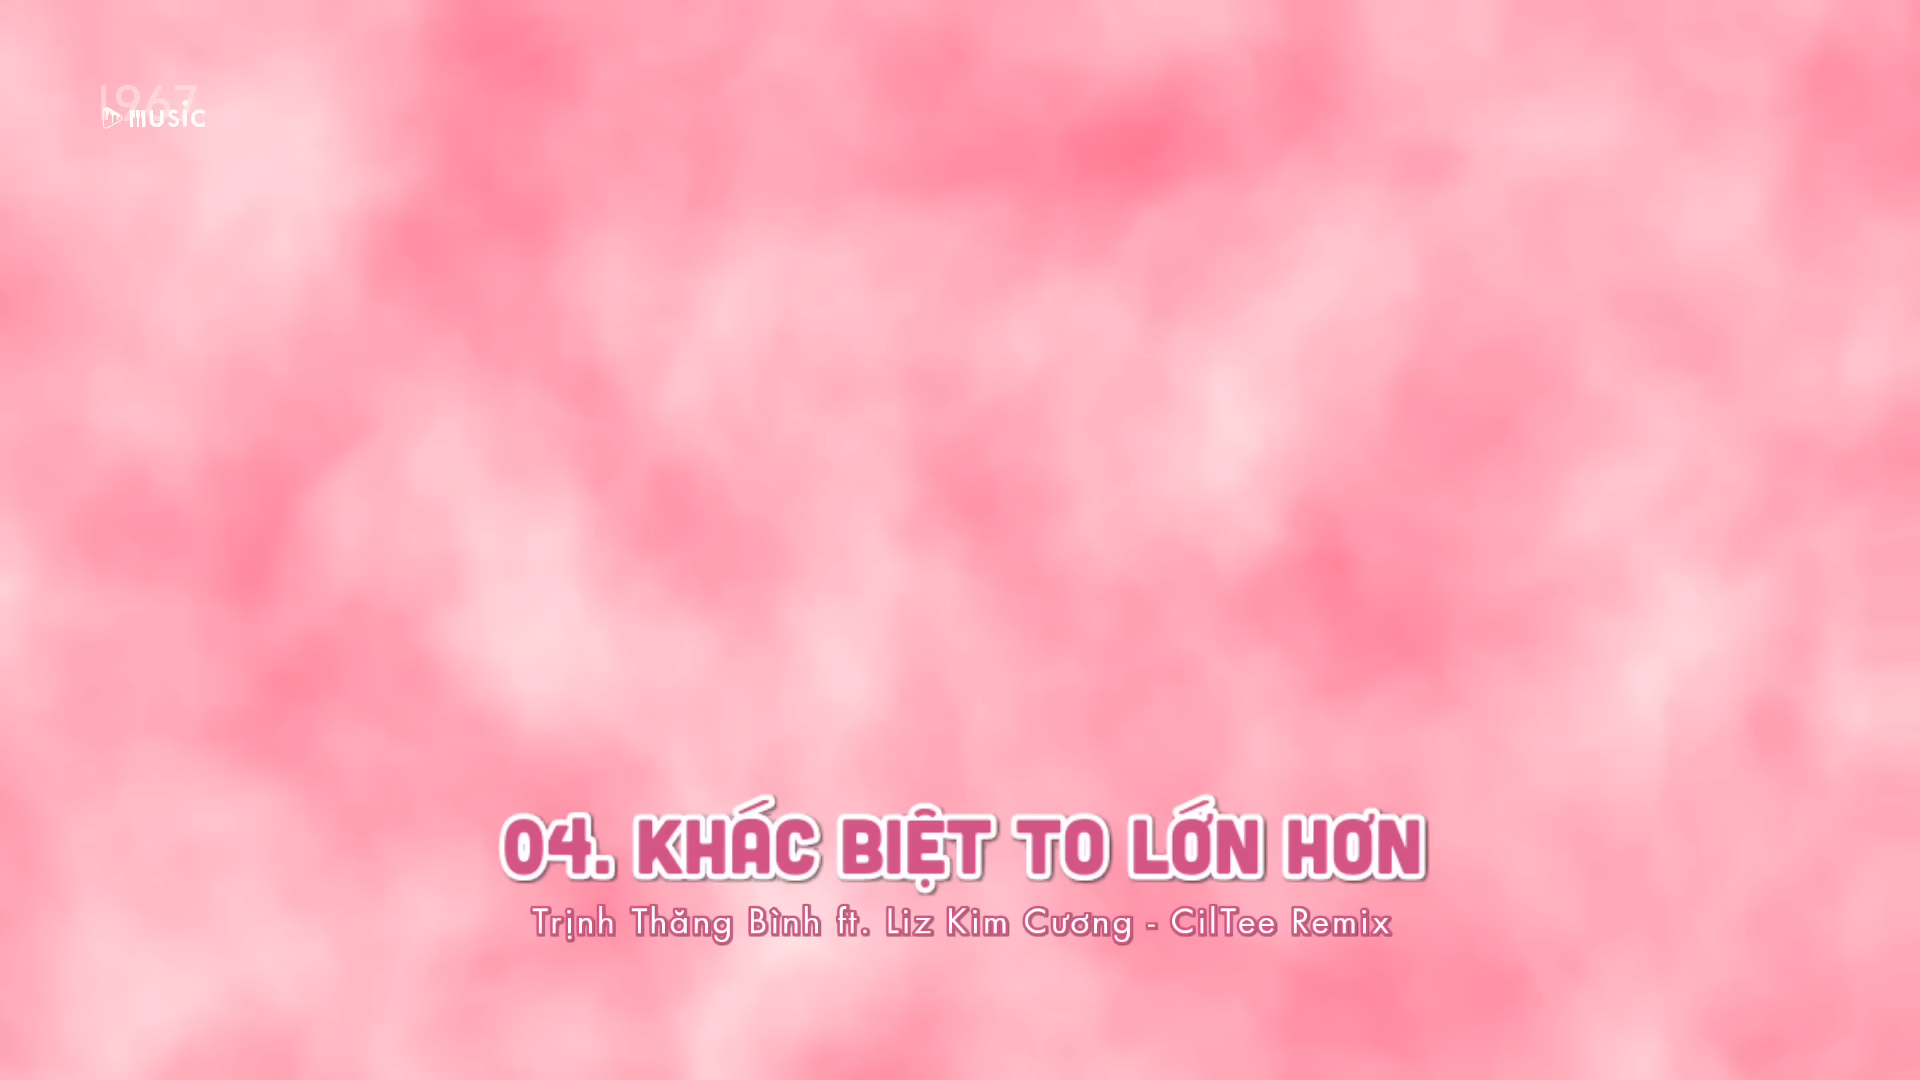 1967
music
04. KHÁC BIỆT TO LỚN HƠN
Trịnh Thăng Bình ft. Liz Kim Cương - CilTee Remix